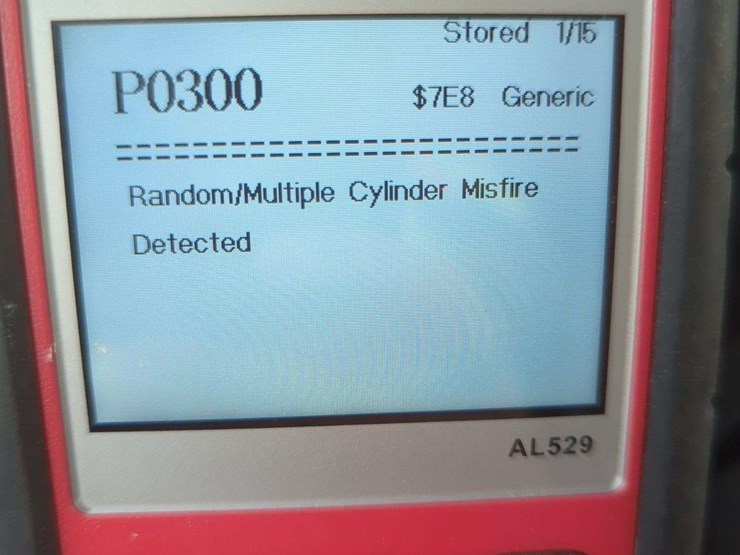 Stored 1/15
P0300 $7E8 Generic
==========================
Random/Multiple Cylinder Misfire
Detected
AL529